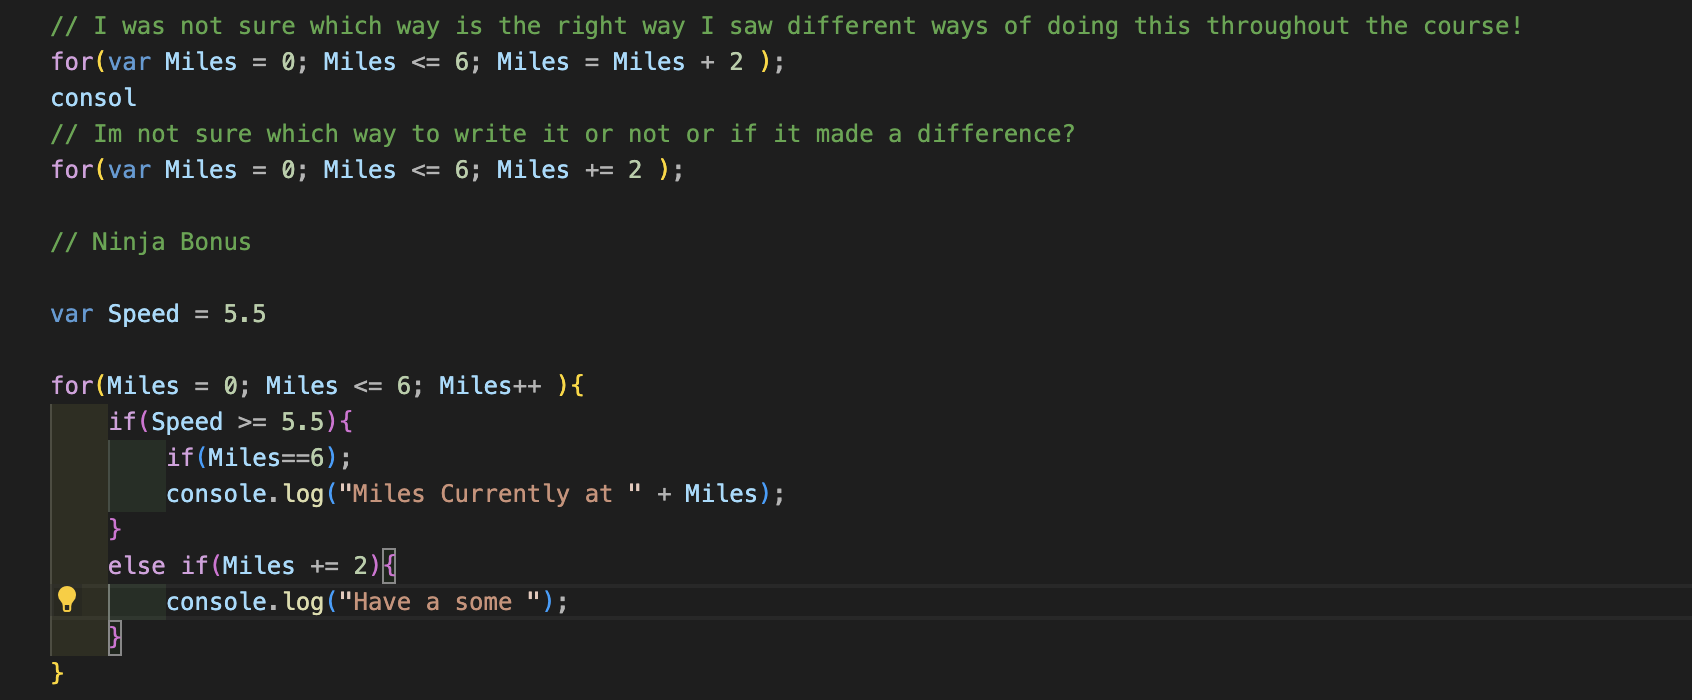 // I was not sure which way is the right way I saw different ways of doing this throughout the course!
for(var Miles = 0; Miles <= 6; Miles = Miles + 2 );
consol
// Im not sure which way to write it or not or if it made a difference?
for(var Miles = 0; Miles <= 6; Miles += 2 );
// Ninja Bonus
var Speed = 5.5
for(Miles = 0; Miles <= 6; Miles++ ){
if(Speed >= 5.5){
if(Miles==6);
console.log("Miles Currently at " + Miles);
}
else if(Miles += 2){
console.log("Have a some ");
}
}